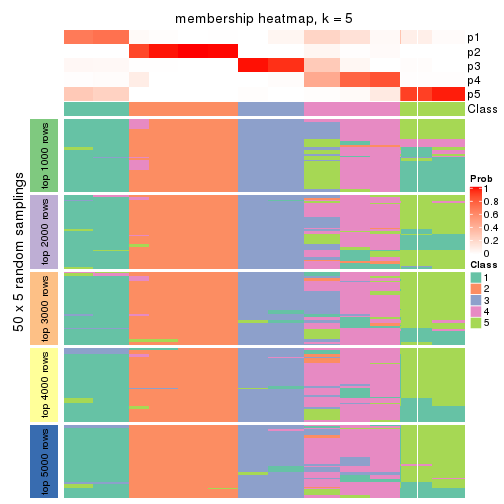 membership heatmap, k = 5
p1
p2
p3
p4
p5
Class
50 x 5 random samplings
top 1000 rows
top 2000 rows
top 3000 rows
top 4000 rows
top 5000 rows
Prob
1
0.8
0.6
0.4
0.2
0
Class
1
2
3
4
5